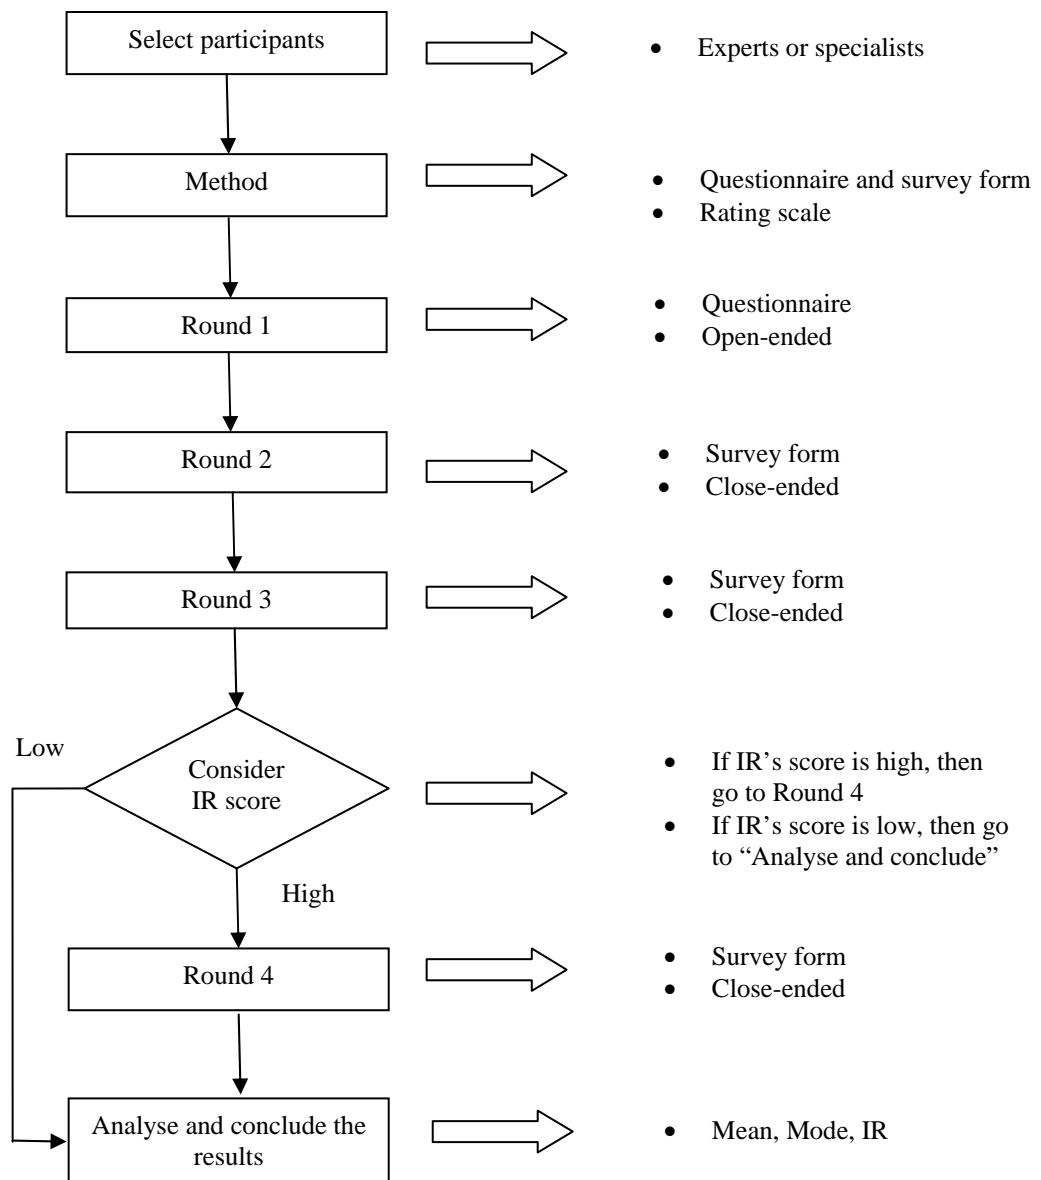 Select participants
• Experts or specialists
Method
• Questionnaire and survey form
• Rating scale
Round 1
• Questionnaire
• Open-ended
Round 2
• Survey form
• Close-ended
Round 3
• Survey form
• Close-ended
Low
Consider
IR score
• If IR’s score is high, then
go to Round 4
• If IR’s score is low, then go
to “Analyse and conclude”
High
Round 4
• Survey form
• Close-ended
Analyse and conclude the
results
• Mean, Mode, IR